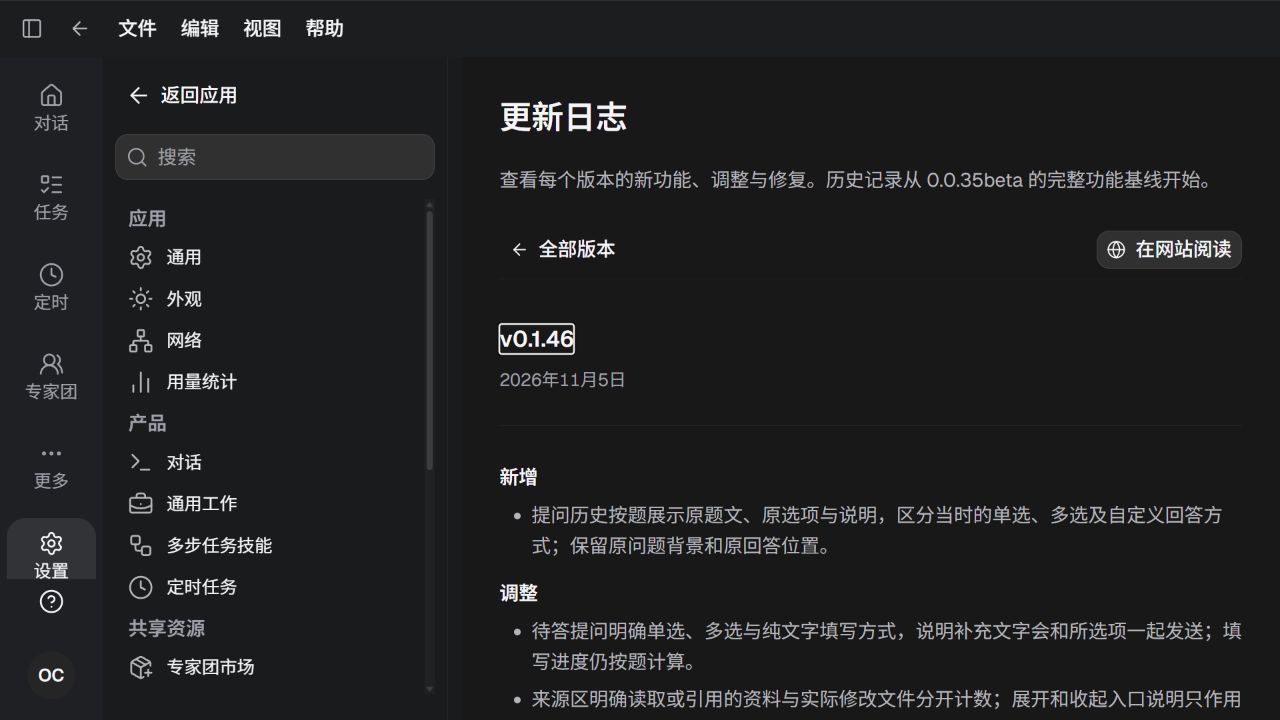 文件 编辑 视图 帮助
对话
任务
定时
专家团
更多
设置
OC
返回应用
搜索
应用
通用
外观
网络
用量统计
产品
对话
通用工作
多步任务技能
定时任务
共享资源
专家团市场
更新日志
查看每个版本的新功能、调整与修复。历史记录从 0.0.35beta 的完整功能基线开始。
全部版本
在网站阅读
v0.1.46
2026年11月5日
新增
提问历史按题展示原题文、原选项与说明，区分当时的单选、多选及自定义回答方
式；保留原问题背景和原回答位置。
调整
待答提问明确单选、多选与纯文字填写方式，说明补充文字会和所选项一起发送；填
写进度仍按题计算。
来源区明确读取或引用的资料与实际修改文件分开计数；展开和收起入口说明只作用